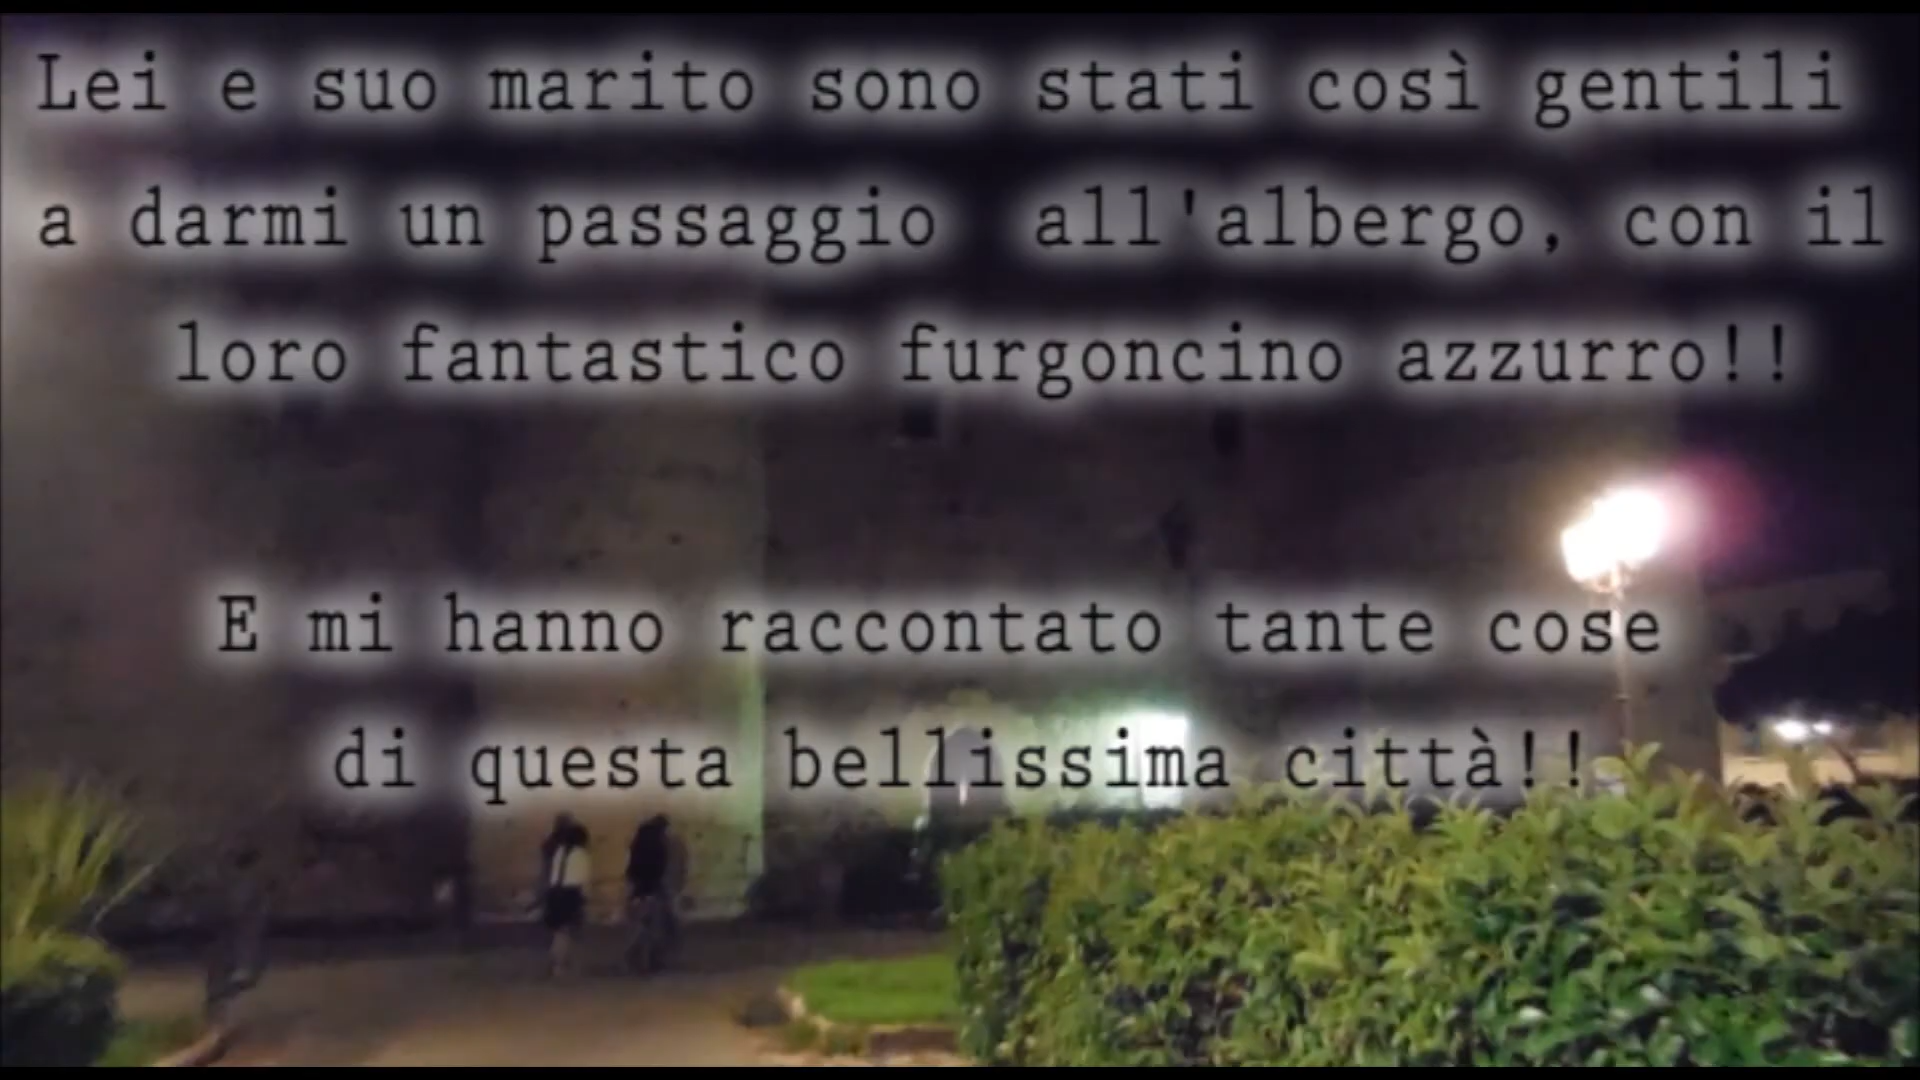 Lei e suo marito sono stati così gentili
a darmi un passaggio  all'albergo, con il
loro fantastico furgoncino azzurro!!
E mi hanno raccontato tante cose
di questa bellissima città!!